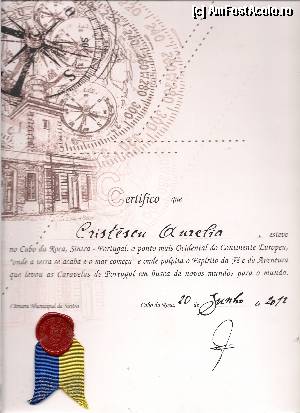 (c) AmFostAcolo.ro
Certifico que
Cristescu Aurelia, esteve
no Cabo da Roca, Sintra - Portugal, o ponto mais Ocidental do Continente Europeu,
"onde a terra se acaba e o mar começa" e onde palpita o Espírito da Fé e da Aventura
que levou as Caravelas de Portugal em busca de novos mundos para o mundo.
Câmara Municipal de Sintra
Cabo da Roca, 20 de Junho de 2012